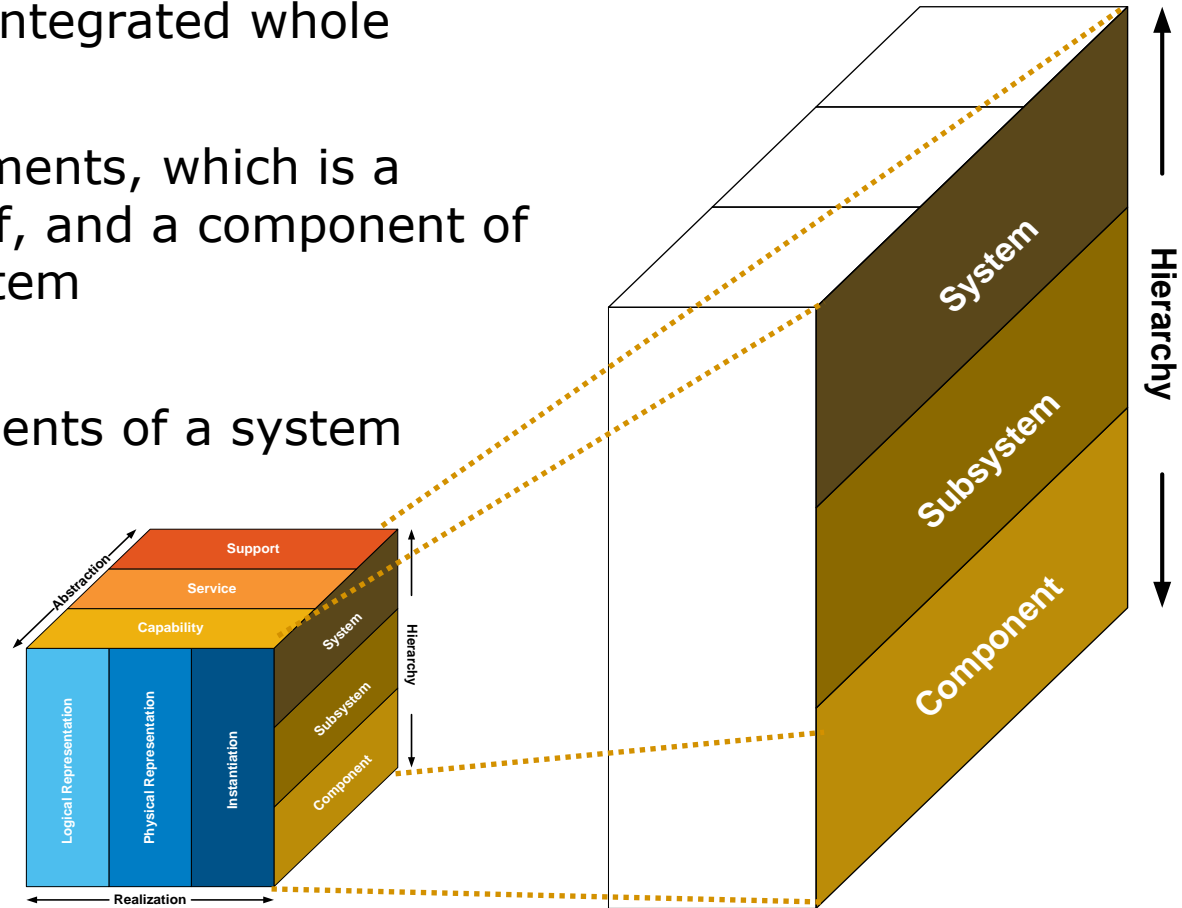 ntegrated whole
ments, which is a
f, and a component of
tem
ents of a system
System
Subsystem
Component
Hierarchy
Abstraction
Support
Service
Capability
System
Subsystem
Component
Hierarchy
Logical Representation
Physical Representation
Instantiation
Realization